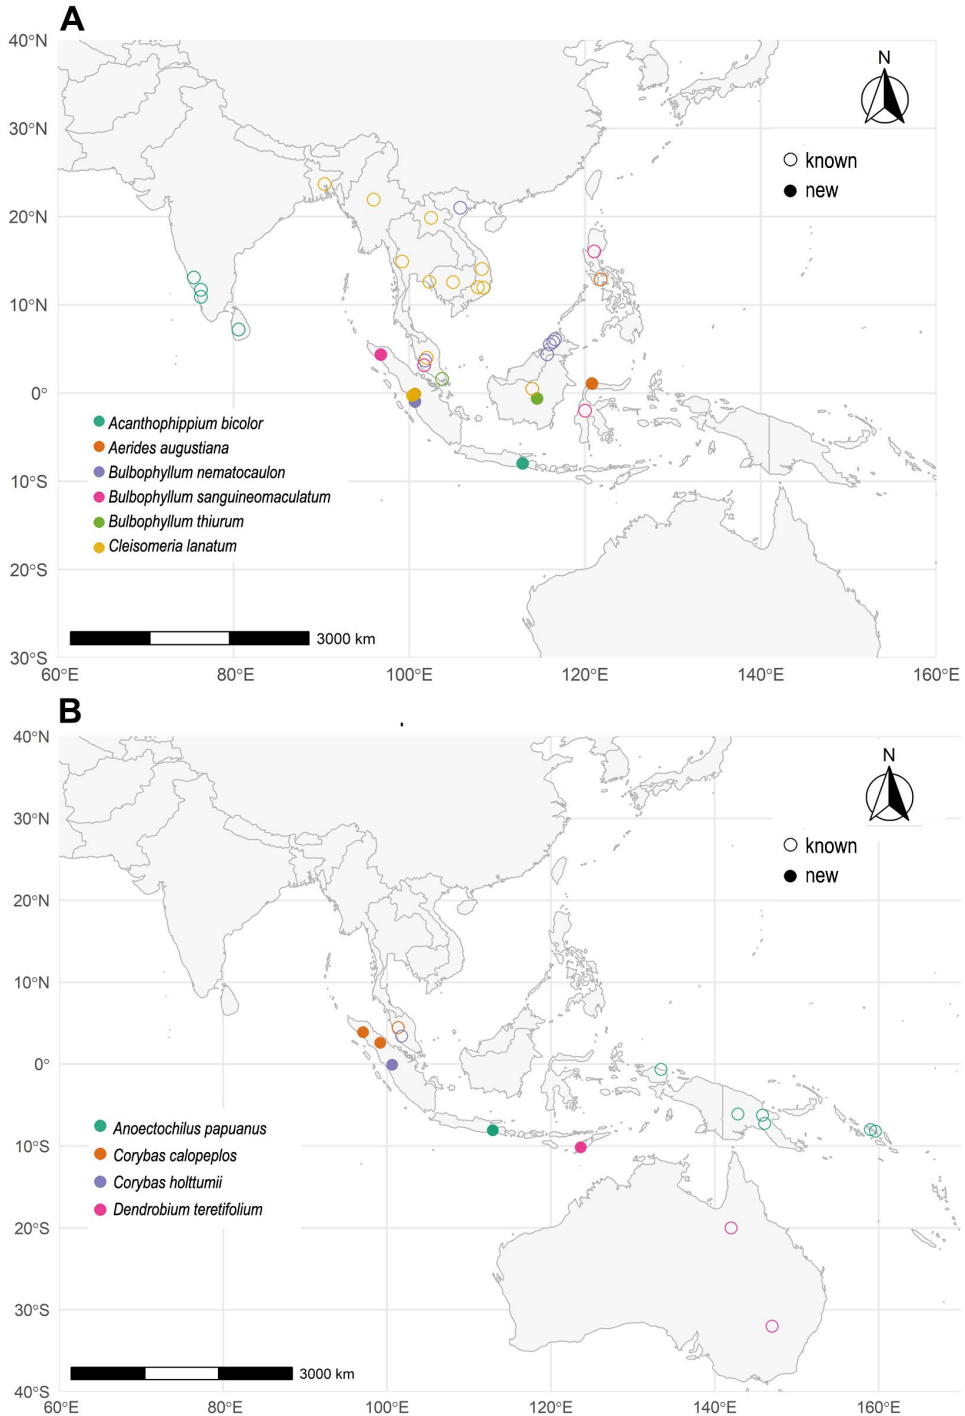 A
40°N
30°N
20°N
10°N
0°
10°S
20°S
30°S
N
known
new
Acanthophippium bicolor
Aerides augustiana
Bulbophyllum nematocaulon
Bulbophyllum sanguineomaculatum
Bulbophyllum thiurum
Cleisomeria lanatum
3000 km
60°E 80°E 100°E 120°E 140°E 160°E
B
40°N
30°N
20°N
10°N
0°
10°S
20°S
30°S
40°S
N
known
new
Anoectochilus papuanus
Corybas calopeplos
Corybas holttumii
Dendrobium teretifolium
3000 km
60°E 80°E 100°E 120°E 140°E 160°E